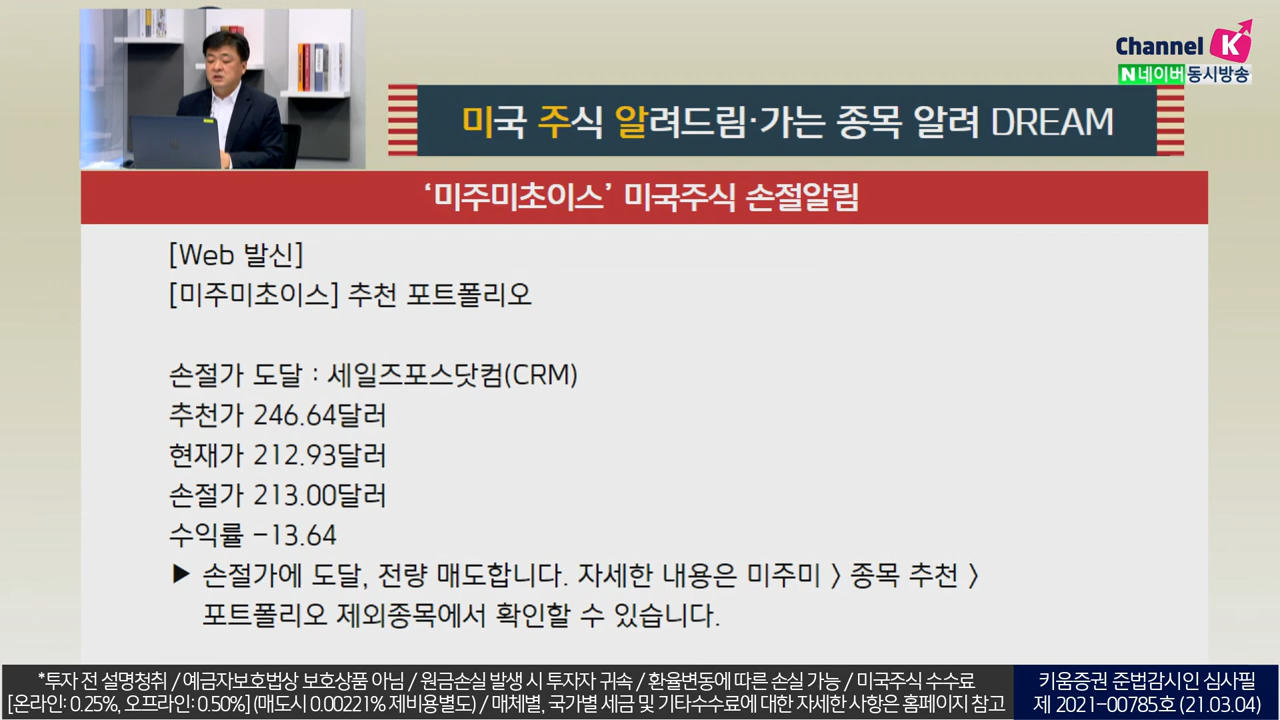 Channel K
N 네이버 동시방송
미국 주식 알려드림·가는 종목 알려 DREAM
‘미주미초이스’ 미국주식 손절알림
[Web 발신]
[미주미초이스] 추천 포트폴리오
손절가 도달 : 세일즈포스닷컴(CRM)
추천가 246.64달러
현재가 212.93달러
손절가 213.00달러
수익률 -13.64
▶ 손절가에 도달, 전량 매도합니다. 자세한 내용은 미주미 > 종목 추천 >
포트폴리오 제외종목에서 확인할 수 있습니다.
*투자 전 설명청취 / 예금자보호법상 보호상품 아님 / 원금손실 발생 시 투자자 귀속 / 환율변동에 따른 손실 가능 / 미국주식 수수료
[온라인: 0.25%, 오프라인: 0.50%] (매도시 0.00221% 제비용별도) / 매체별, 국가별 세금 및 기타수수료에 대한 자세한 사항은 홈페이지 참고
키움증권 준법감시인 심사필
제 2021-00785호 (21.03.04)